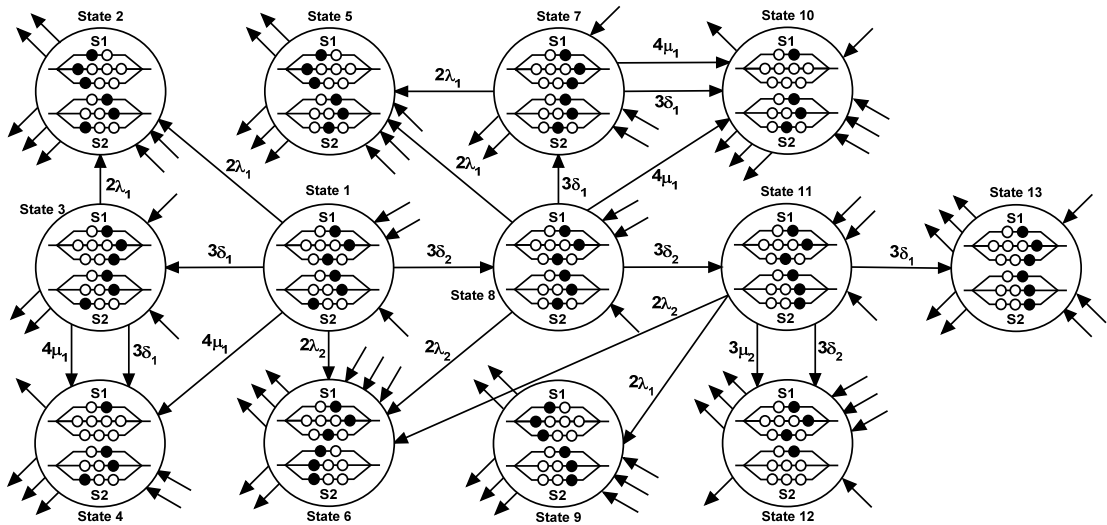 State 2
S1
S2
State 5
S1
S2
State 7
S1
S2
State 10
S1
S2
2λ₁
4μ₁
3δ₁
2λ₁
2λ₁
2λ₁
3δ₁
4μ₁
State 3
S1
S2
State 1
S1
S2
State 8
S1
S2
State 11
S1
S2
State 13
S1
S2
3δ₁
3δ₂
3δ₂
3δ₁
4μ₁
3δ₁
4μ₁
2λ₂
2λ₂
2λ₂
2λ₁
3μ₂
3δ₂
S1
S2
State 4
S1
S2
State 6
S1
S2
State 9
S1
S2
State 12